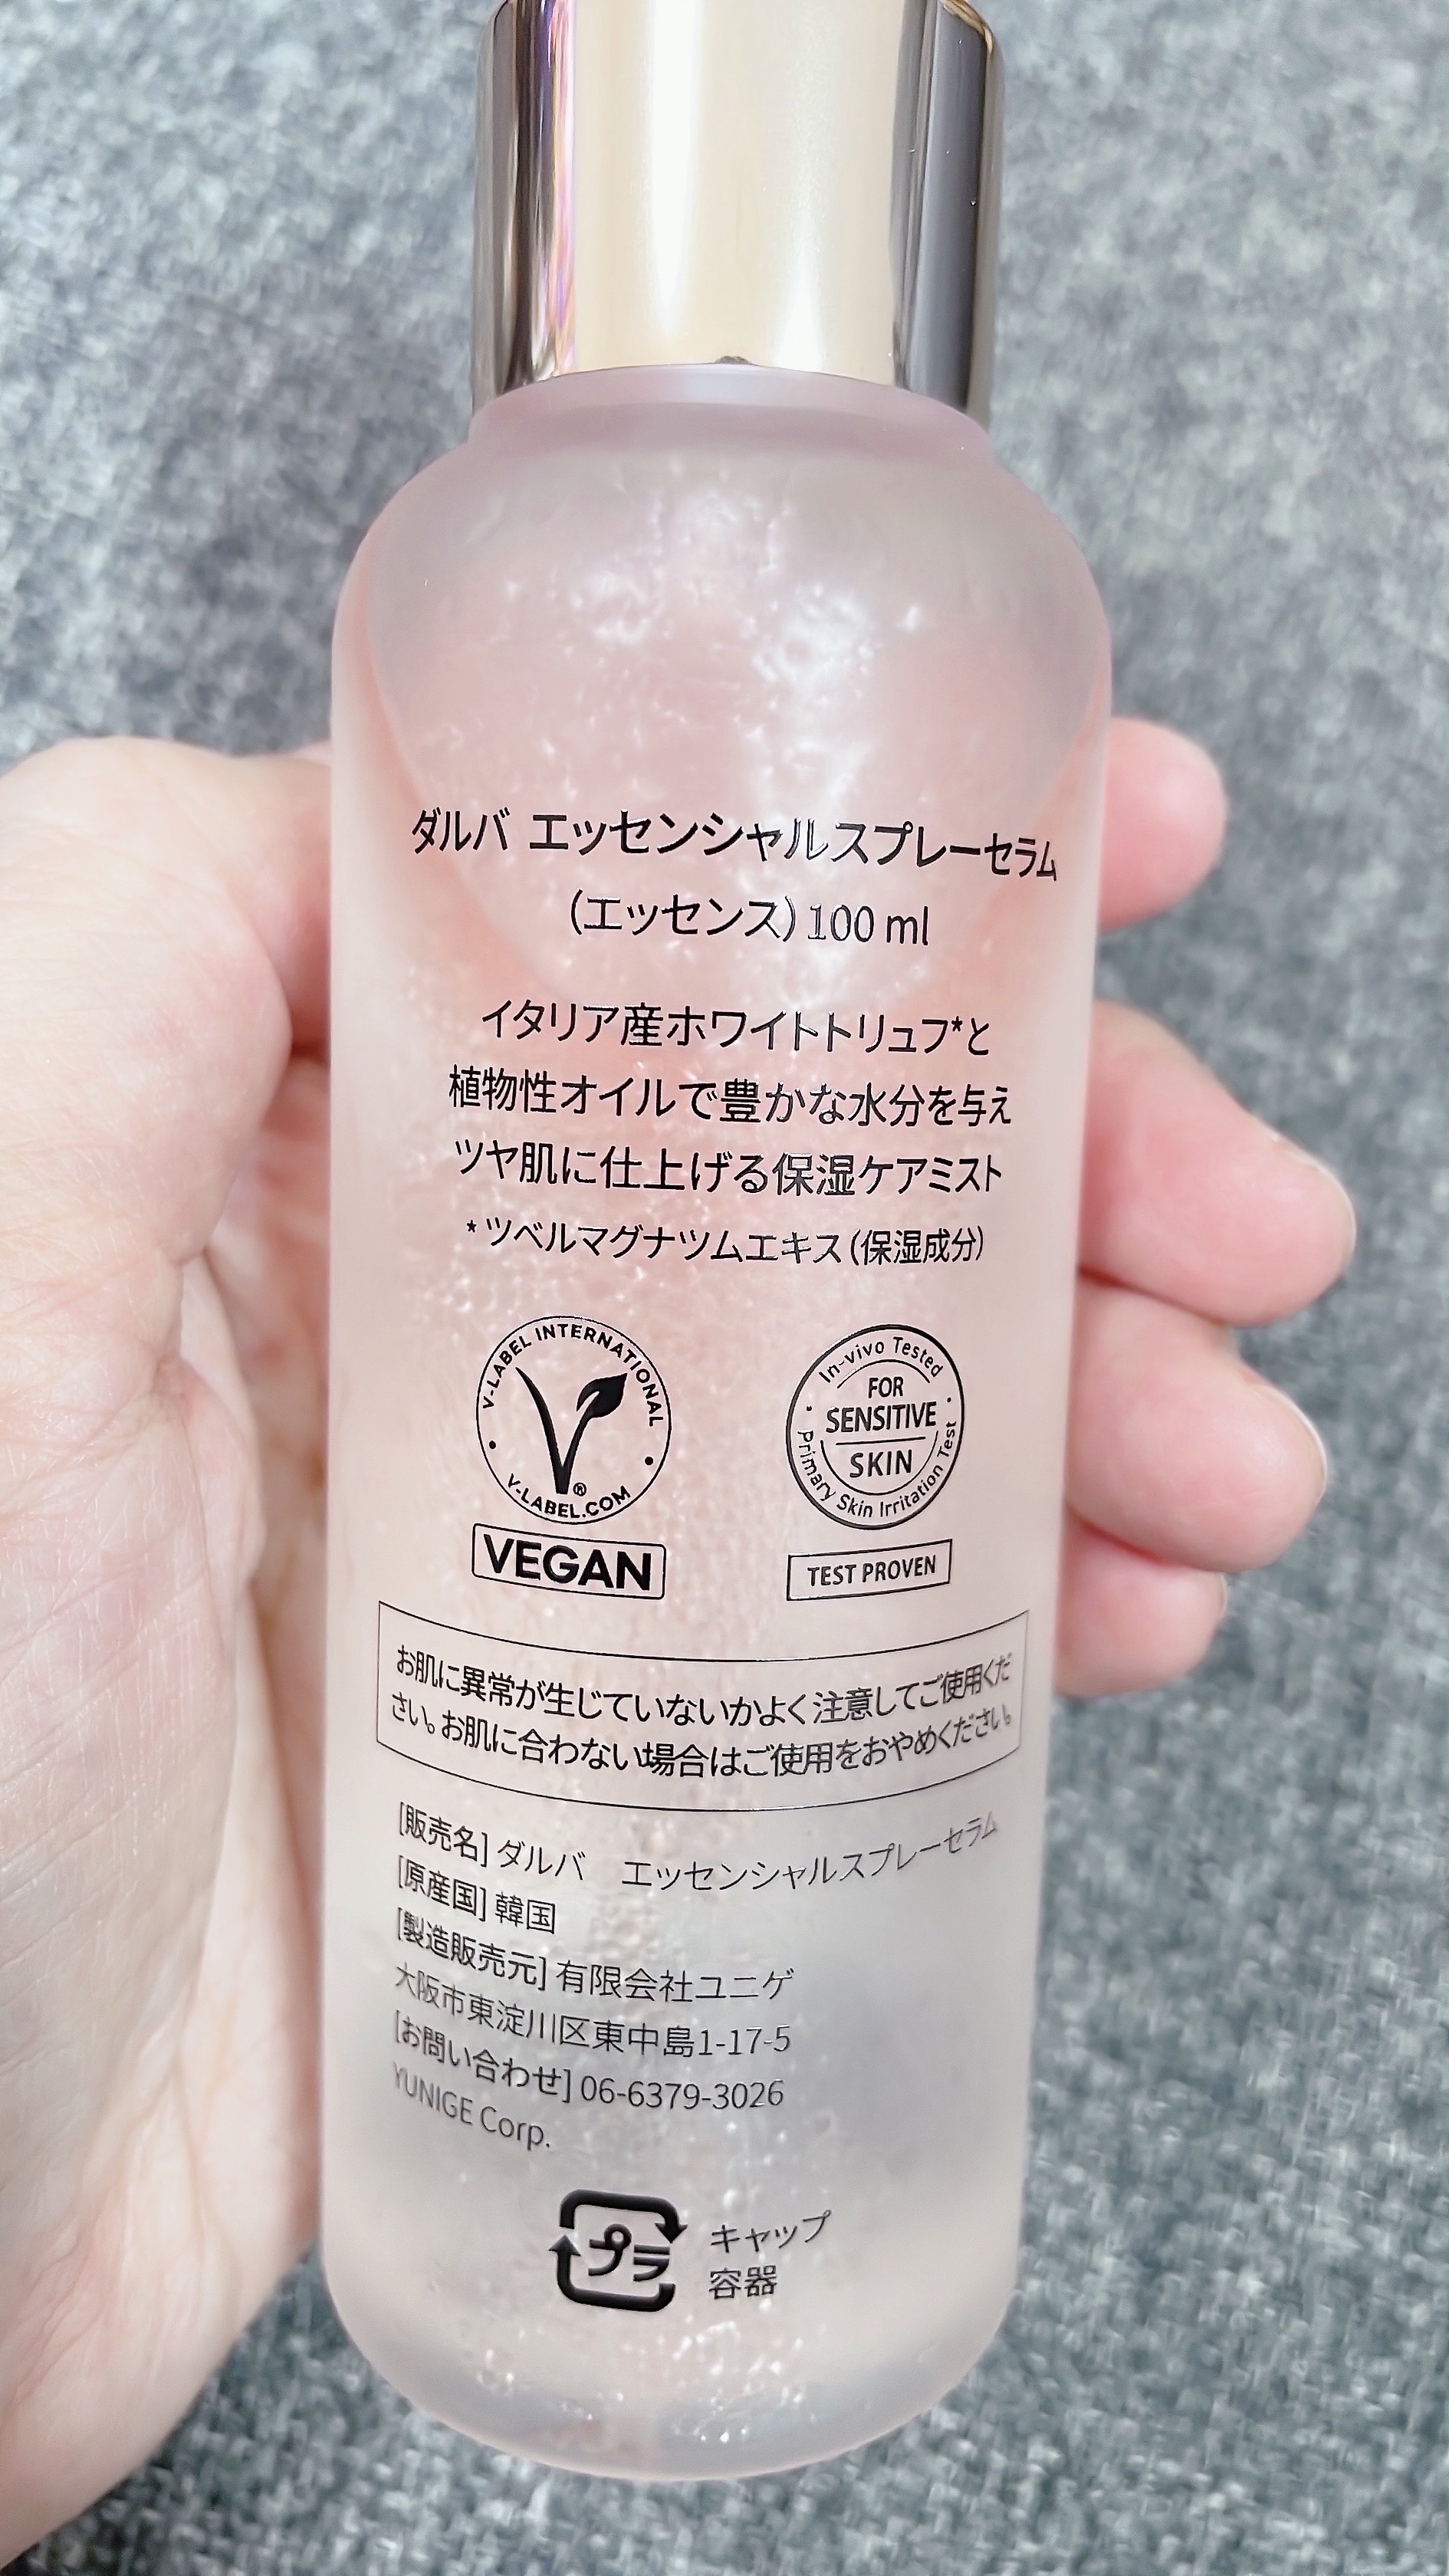 ダルバ エッセンシャルスプレーセラム
(エッセンス) 100 ml
イタリア産ホワイトトリュフ*と
植物性オイルで豊かな水分を与え
ツヤ肌に仕上げる保湿ケアミスト
*ツベルマグナツムエキス(保湿成分)
V-LABEL INTERNATIONAL
V-LABEL.COM
®
VEGAN
In-vivo Tested
FOR
SENSITIVE
SKIN
Primary Skin Irritation Test
TEST PROVEN
お肌に異常が生じていないかよく注意してご使用くだ
さい。お肌に合わない場合はご使用をおやめください。
[販売名] ダルバ　エッセンシャルスプレーセラム
[原産国] 韓国
[製造販売元] 有限会社ユニゲ
大阪市東淀川区東中島1-17-5
[お問い合わせ] 06-6379-3026
YUNIGE Corp.
プラ
キャップ
容器